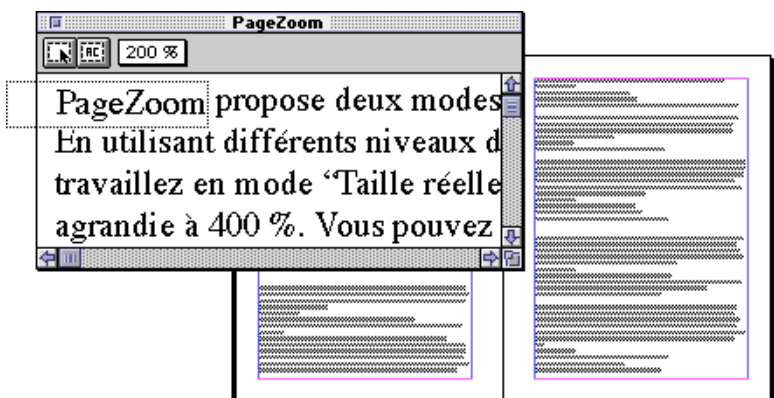 PageZoom
200 %
PageZoom propose deux modes
En utilisant différents niveaux d
travaillez en mode “Taille réelle
agrandie à 400 %. Vous pouvez